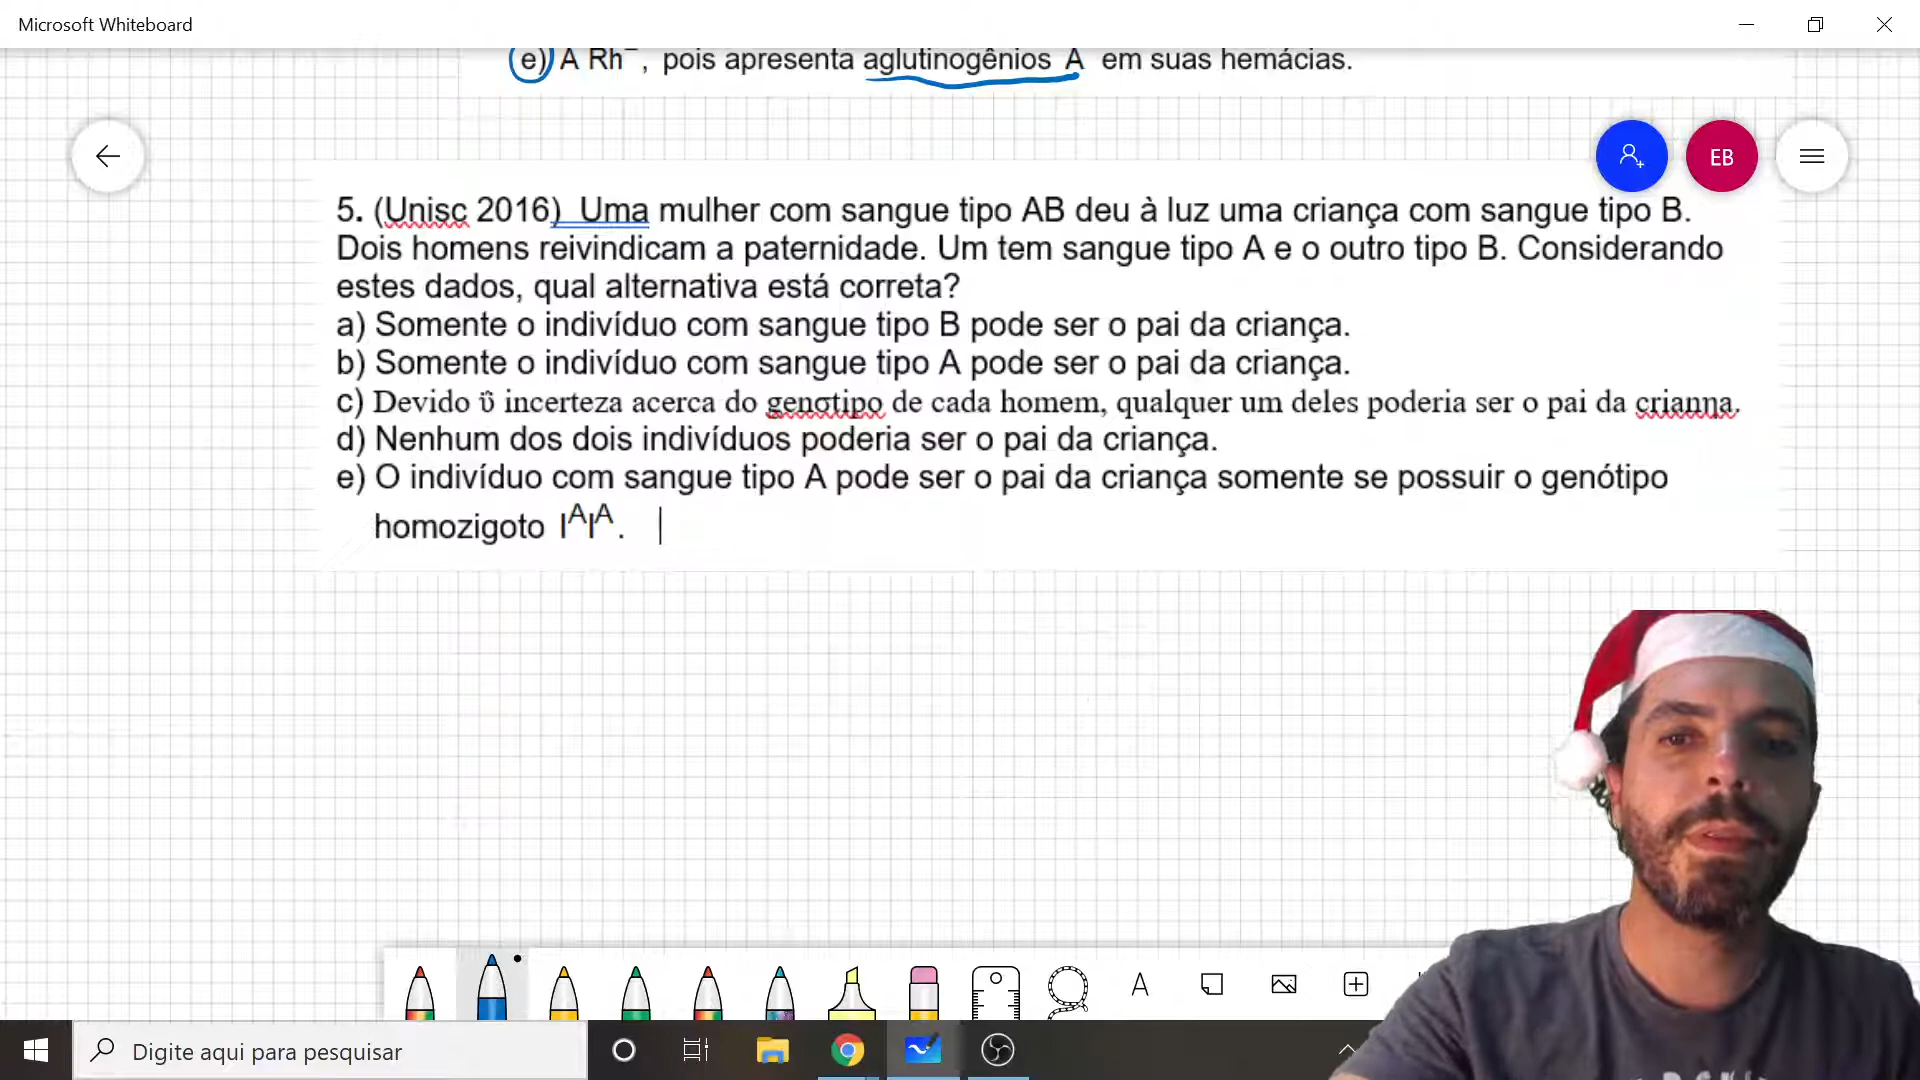 Microsoft Whiteboard
e) A Rh⁻, pois apresenta aglutinogênios A em suas hemácias.
EB
5. (Unisc 2016) Uma mulher com sangue tipo AB deu à luz uma criança com sangue tipo B.
Dois homens reivindicam a paternidade. Um tem sangue tipo A e o outro tipo B. Considerando
estes dados, qual alternativa está correta?
a) Somente o indivíduo com sangue tipo B pode ser o pai da criança.
b) Somente o indivíduo com sangue tipo A pode ser o pai da criança.
c) Devido ΰ incerteza acerca do genσtipo de cada homem, qualquer um deles poderia ser o pai da crianηa.
d) Nenhum dos dois indivíduos poderia ser o pai da criança.
e) O indivíduo com sangue tipo A pode ser o pai da criança somente se possuir o genótipo
homozigoto IᴬIᴬ.
A
Digite aqui para pesquisar